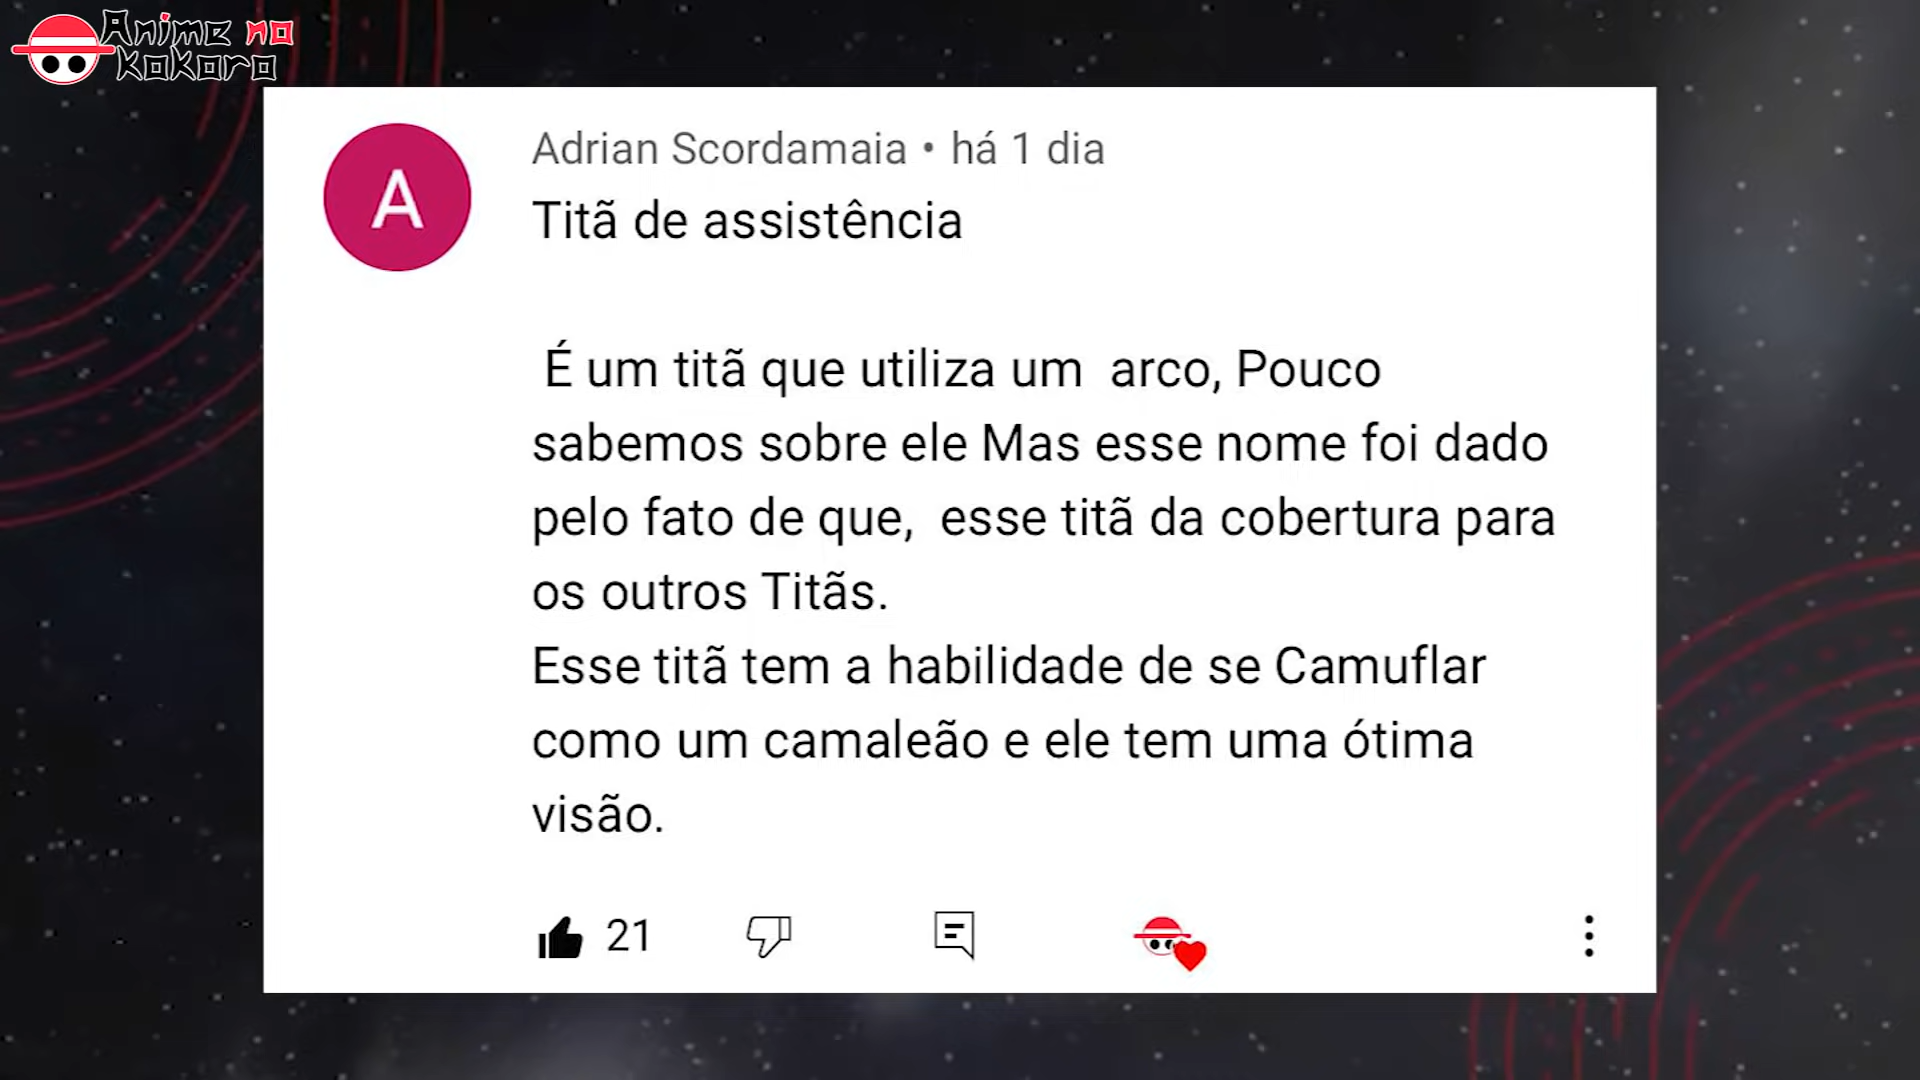 Anime no
Kokoro
A
Adrian Scordamaia • há 1 dia
Titã de assistência
É um titã que utiliza um  arco, Pouco
sabemos sobre ele Mas esse nome foi dado
pelo fato de que,  esse titã da cobertura para
os outros Titãs.
Esse titã tem a habilidade de se Camuflar
como um camaleão e ele tem uma ótima
visão.
21